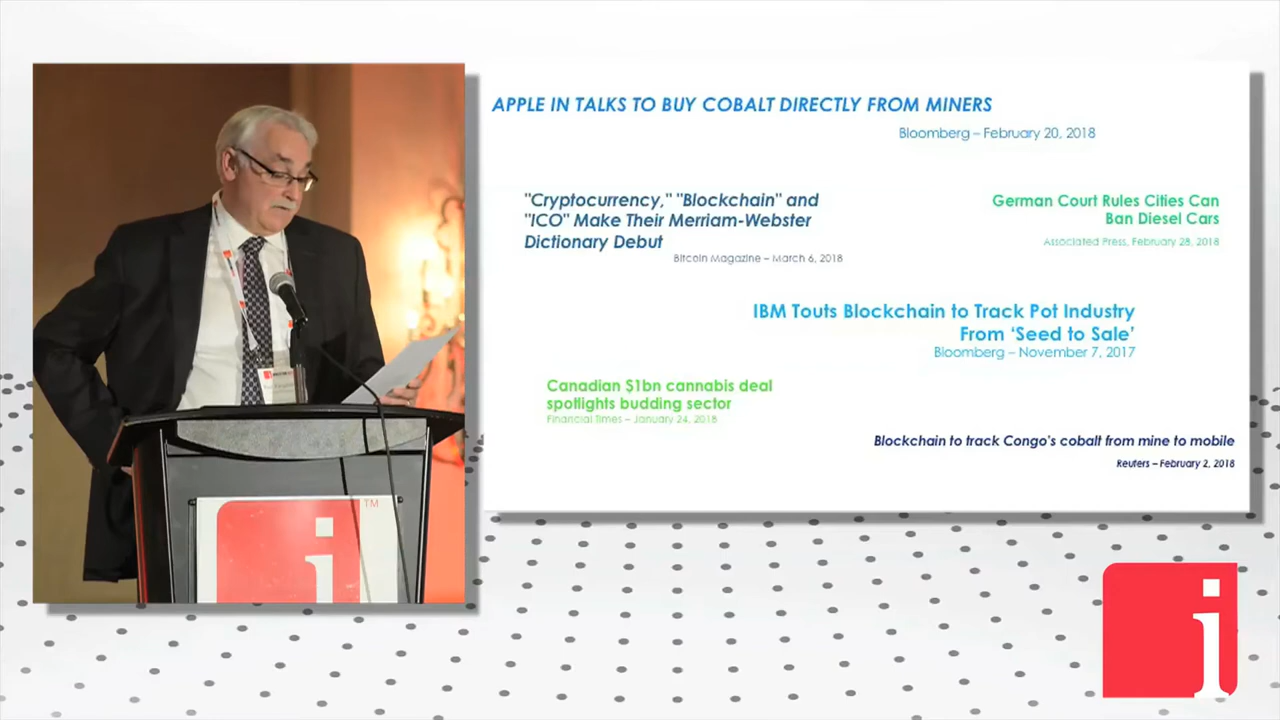 APPLE IN TALKS TO BUY COBALT DIRECTLY FROM MINERS
Bloomberg – February 20, 2018
"Cryptocurrency," "Blockchain" and
"ICO" Make Their Merriam-Webster
Dictionary Debut
Bitcoin Magazine – March 6, 2018
German Court Rules Cities Can
Ban Diesel Cars
Associated Press, February 28, 2018
IBM Touts Blockchain to Track Pot Industry
From ‘Seed to Sale’
Bloomberg – November 7, 2017
Canadian $1bn cannabis deal
spotlights budding sector
Financial Times – January 24, 2018
Blockchain to track Congo's cobalt from mine to mobile
Reuters – February 2, 2018
i
TM
i